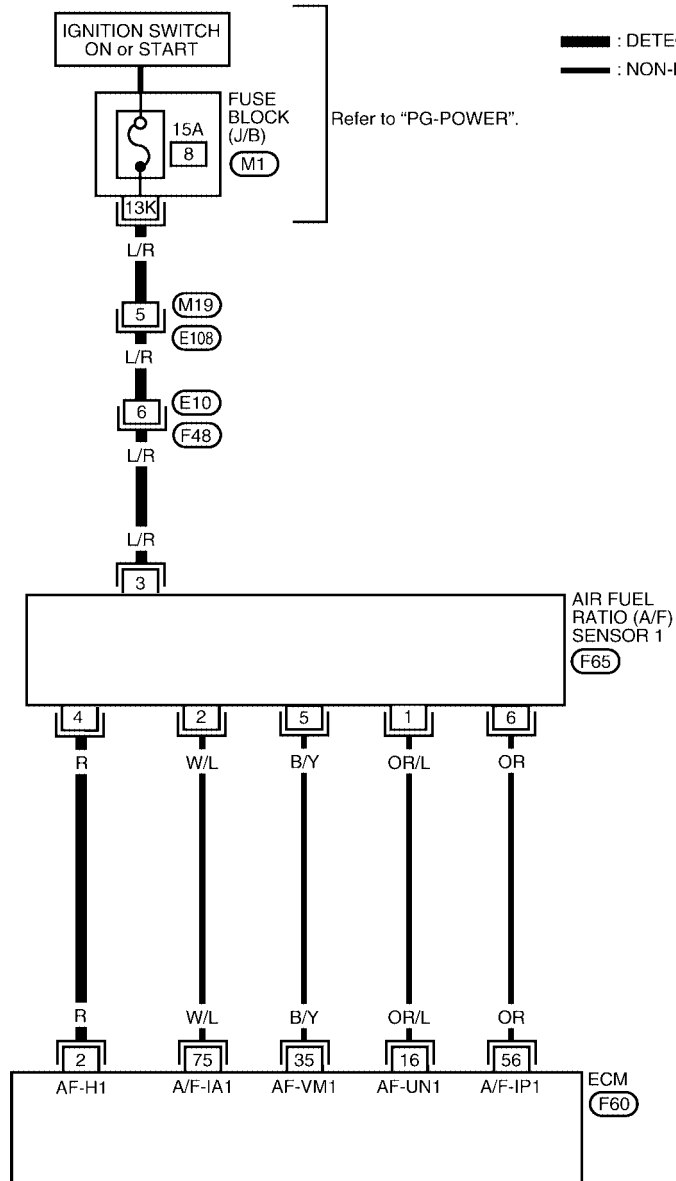 IGNITION SWITCH
ON or START
: DETE
: NON-
FUSE
BLOCK
(J/B)
15A
8
M1
Refer to “PG-POWER”.
13K
L/R
5
M19
E108
L/R
6
E10
F48
L/R
L/R
3
AIR FUEL
RATIO (A/F)
SENSOR 1
F65
4 2 5 1 6
R W/L B/Y OR/L OR
R W/L B/Y OR/L OR
2 75 35 16 56
AF-H1 A/F-IA1 AF-VM1 AF-UN1 A/F-IP1
ECM
F60